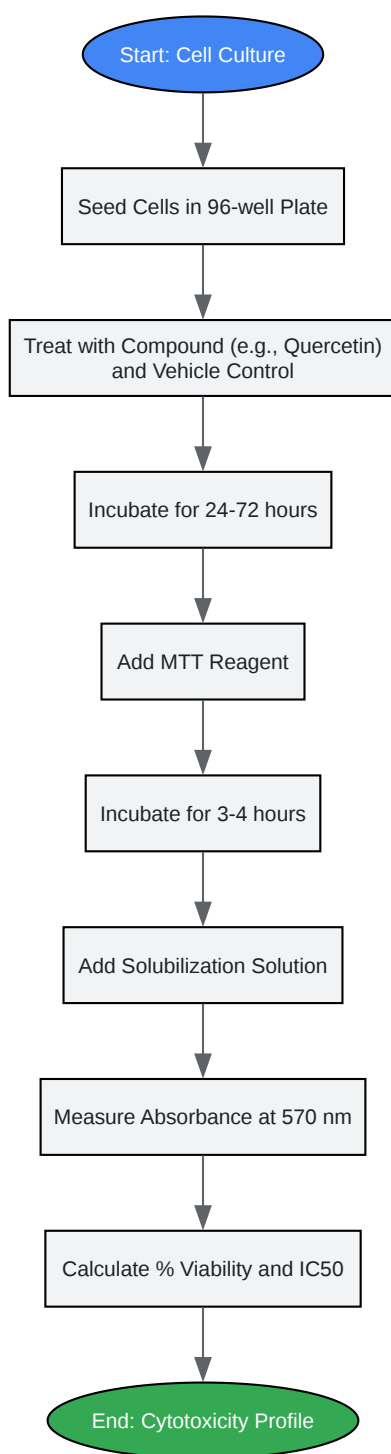 Start: Cell Culture
Seed Cells in 96-well Plate
Treat with Compound (e.g., Quercetin)
and Vehicle Control
Incubate for 24-72 hours
Add MTT Reagent
Incubate for 3-4 hours
Add Solubilization Solution
Measure Absorbance at 570 nm
Calculate % Viability and IC50
End: Cytotoxicity Profile